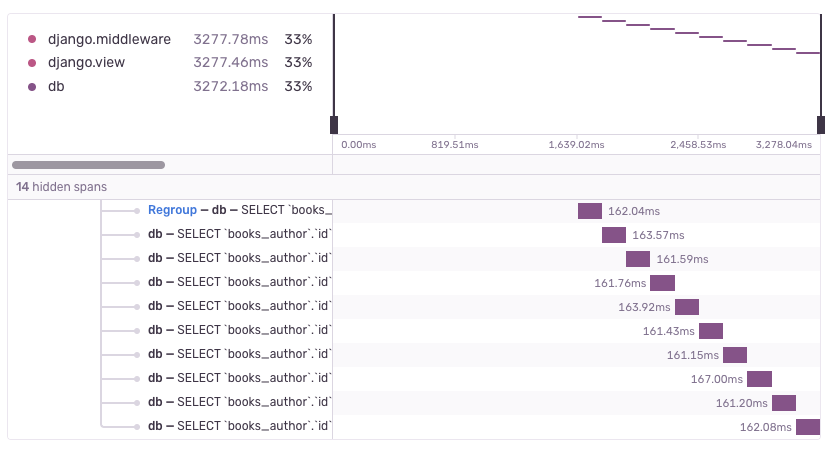 django.middleware 3277.78ms 33%
django.view 3277.46ms 33%
db 3272.18ms 33%
0.00ms 819.51ms 1,639.02ms 2,458.53ms 3,278.04ms
14 hidden spans
Regroup — db — SELECT `books_ 162.04ms
db — SELECT `books_author`.`id` 163.57ms
db — SELECT `books_author`.`id` 161.59ms
db — SELECT `books_author`.`id` 161.76ms
db — SELECT `books_author`.`id` 163.92ms
db — SELECT `books_author`.`id` 161.43ms
db — SELECT `books_author`.`id` 161.15ms
db — SELECT `books_author`.`id` 167.00ms
db — SELECT `books_author`.`id` 161.20ms
db — SELECT `books_author`.`id` 162.08ms